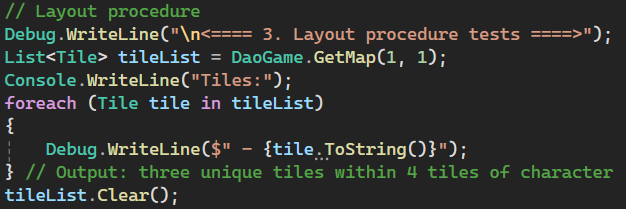 // Layout procedure
Debug.WriteLine("\n<==== 3. Layout procedure tests ====>");
List<Tile> tileList = DaoGame.GetMap(1, 1);
Console.WriteLine("Tiles:");
foreach (Tile tile in tileList)
{
    Debug.WriteLine($" - {tile.ToString()}");
} // Output: three unique tiles within 4 tiles of character
tileList.Clear();